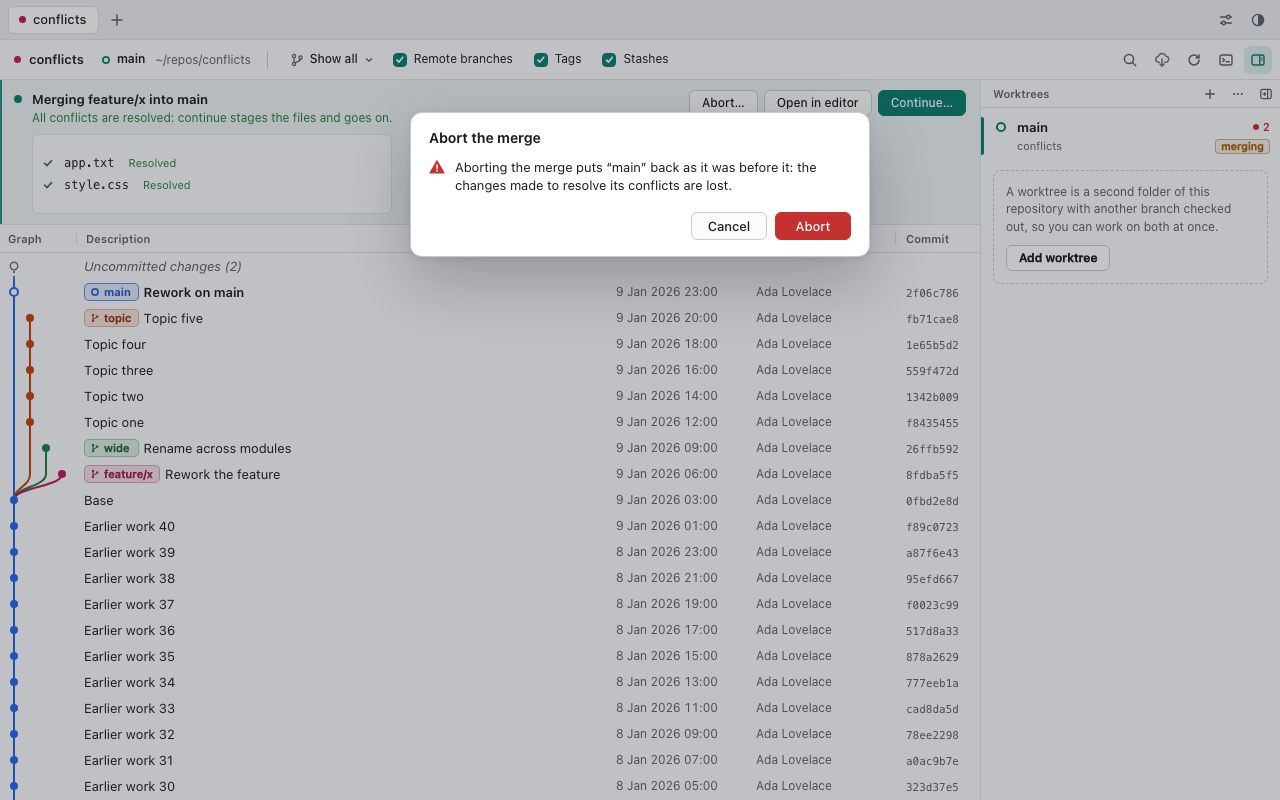 conflicts
conflicts main ~/repos/conflicts Show all Remote branches Tags Stashes
Merging feature/x into main
All conflicts are resolved: continue stages the files and goes on.
Abort... Open in editor Continue...
app.txt Resolved
style.css Resolved
Abort the merge
Aborting the merge puts “main” back as it was before it: the
changes made to resolve its conflicts are lost.
Cancel Abort
Worktrees
main 2
conflicts merging
A worktree is a second folder of this
repository with another branch checked
out, so you can work on both at once.
Add worktree
Graph Description Commit
Uncommitted changes (2)
main Rework on main 9 Jan 2026 23:00 Ada Lovelace 2f06c786
topic Topic five 9 Jan 2026 20:00 Ada Lovelace fb71cae8
Topic four 9 Jan 2026 18:00 Ada Lovelace 1e65b5d2
Topic three 9 Jan 2026 16:00 Ada Lovelace 559f472d
Topic two 9 Jan 2026 14:00 Ada Lovelace 1342b009
Topic one 9 Jan 2026 12:00 Ada Lovelace f8435455
wide Rename across modules 9 Jan 2026 09:00 Ada Lovelace 26ffb592
feature/x Rework the feature 9 Jan 2026 06:00 Ada Lovelace 8fdba5f5
Base 9 Jan 2026 03:00 Ada Lovelace 0fbd2e8d
Earlier work 40 9 Jan 2026 01:00 Ada Lovelace f89c0723
Earlier work 39 8 Jan 2026 23:00 Ada Lovelace a87f6e43
Earlier work 38 8 Jan 2026 21:00 Ada Lovelace 95efd667
Earlier work 37 8 Jan 2026 19:00 Ada Lovelace f0023c99
Earlier work 36 8 Jan 2026 17:00 Ada Lovelace 517d8a33
Earlier work 35 8 Jan 2026 15:00 Ada Lovelace 878a2629
Earlier work 34 8 Jan 2026 13:00 Ada Lovelace 777eeb1a
Earlier work 33 8 Jan 2026 11:00 Ada Lovelace cad8da5d
Earlier work 32 8 Jan 2026 09:00 Ada Lovelace 78ee2298
Earlier work 31 8 Jan 2026 07:00 Ada Lovelace a0ac9b7e
Earlier work 30 8 Jan 2026 05:00 Ada Lovelace 323d37e5